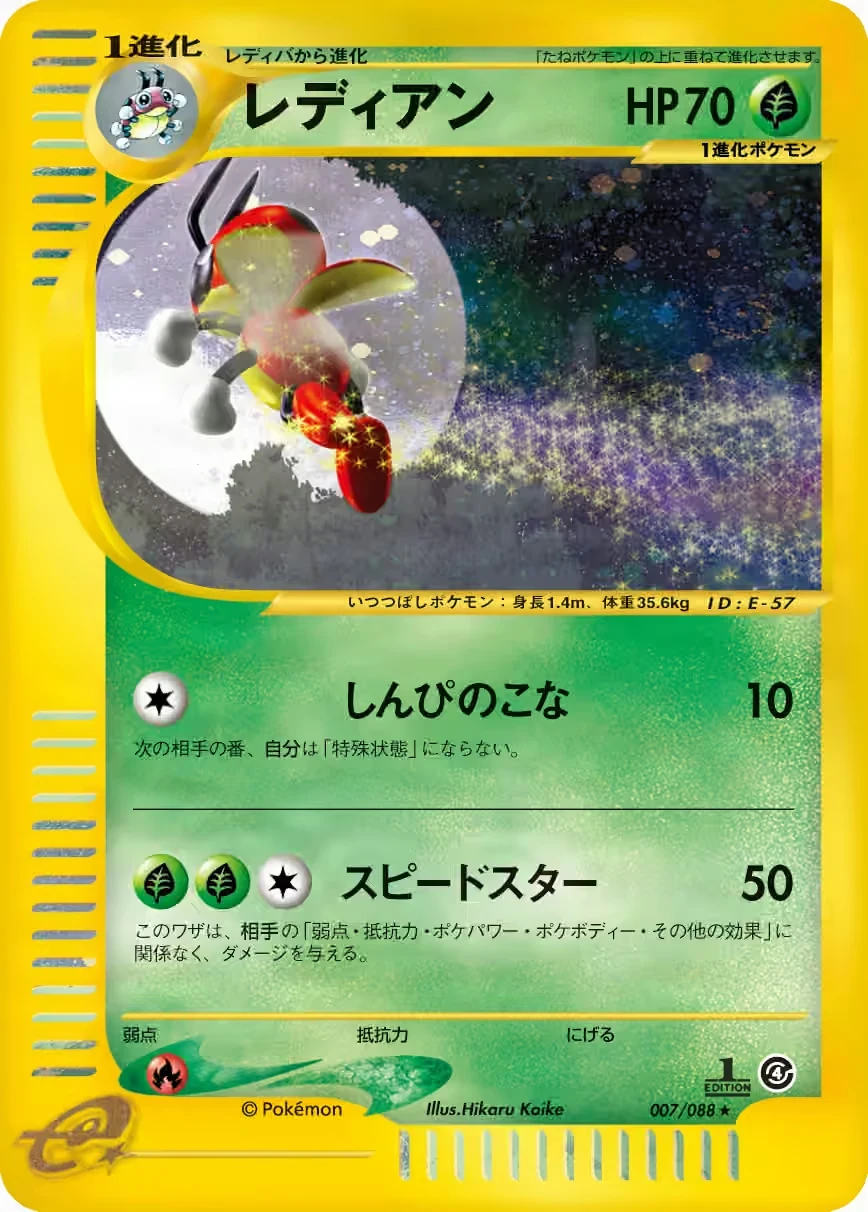 1進化
レディバから進化
「たねポケモン」の上に重ねて進化させます。
レディアン
HP70
1進化ポケモン
いつつぼしポケモン：身長1.4m、体重35.6kg ID：E-57
しんぴのこな 10
次の相手の番、自分は「特殊状態」にならない。
スピードスター 50
このワザは、相手の「弱点・抵抗力・ポケパワー・ポケボディー・その他の効果」に
関係なく、ダメージを与える。
弱点 抵抗力 にげる
1
EDITION
4
© Pokémon Illus.Hikaru Koike 007/088★
e